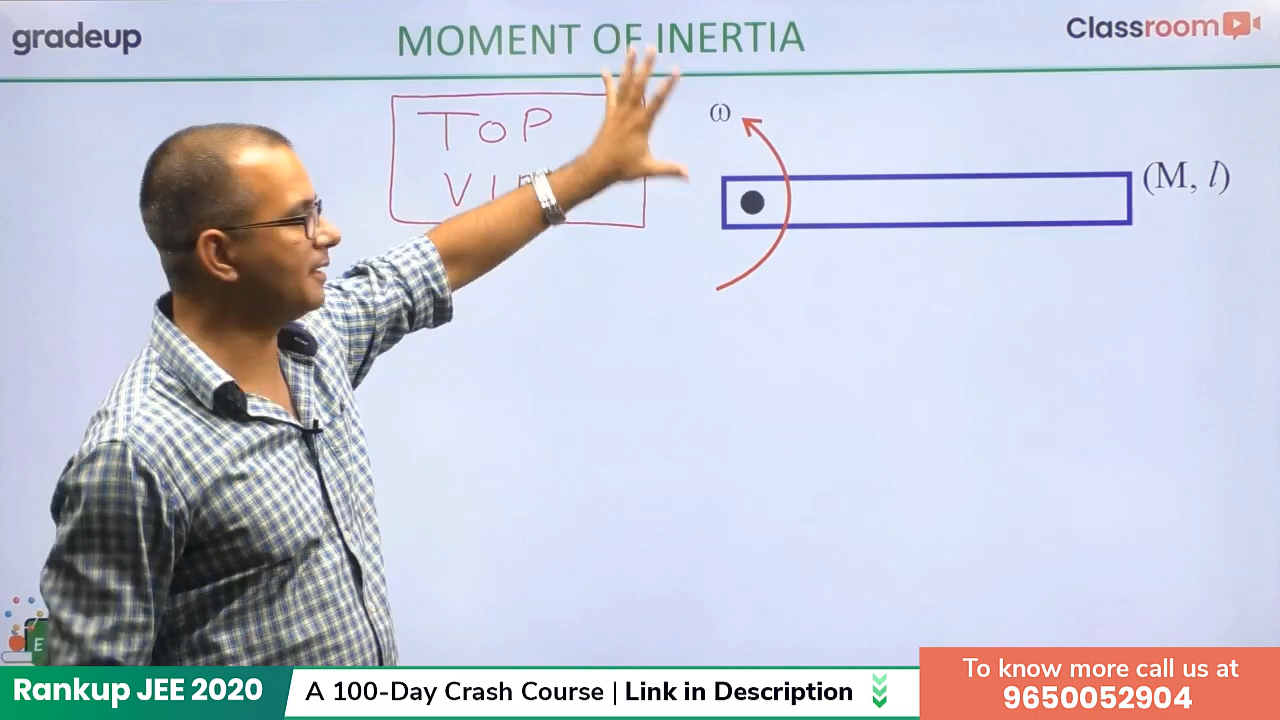 gradeup
MOMENT OF INERTIA
Classroom
TOP
ω
(M, l)
E
Rankup JEE 2020
A 100-Day Crash Course | Link in Description
To know more call us at
9650052904